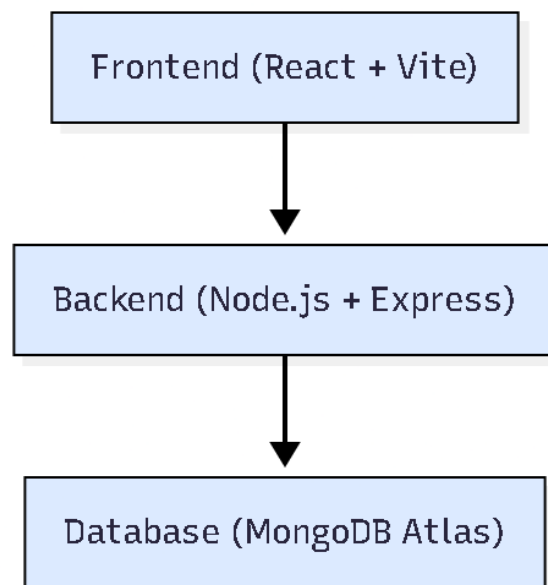 Frontend (React + Vite)
Backend (Node.js + Express)
Database (MongoDB Atlas)